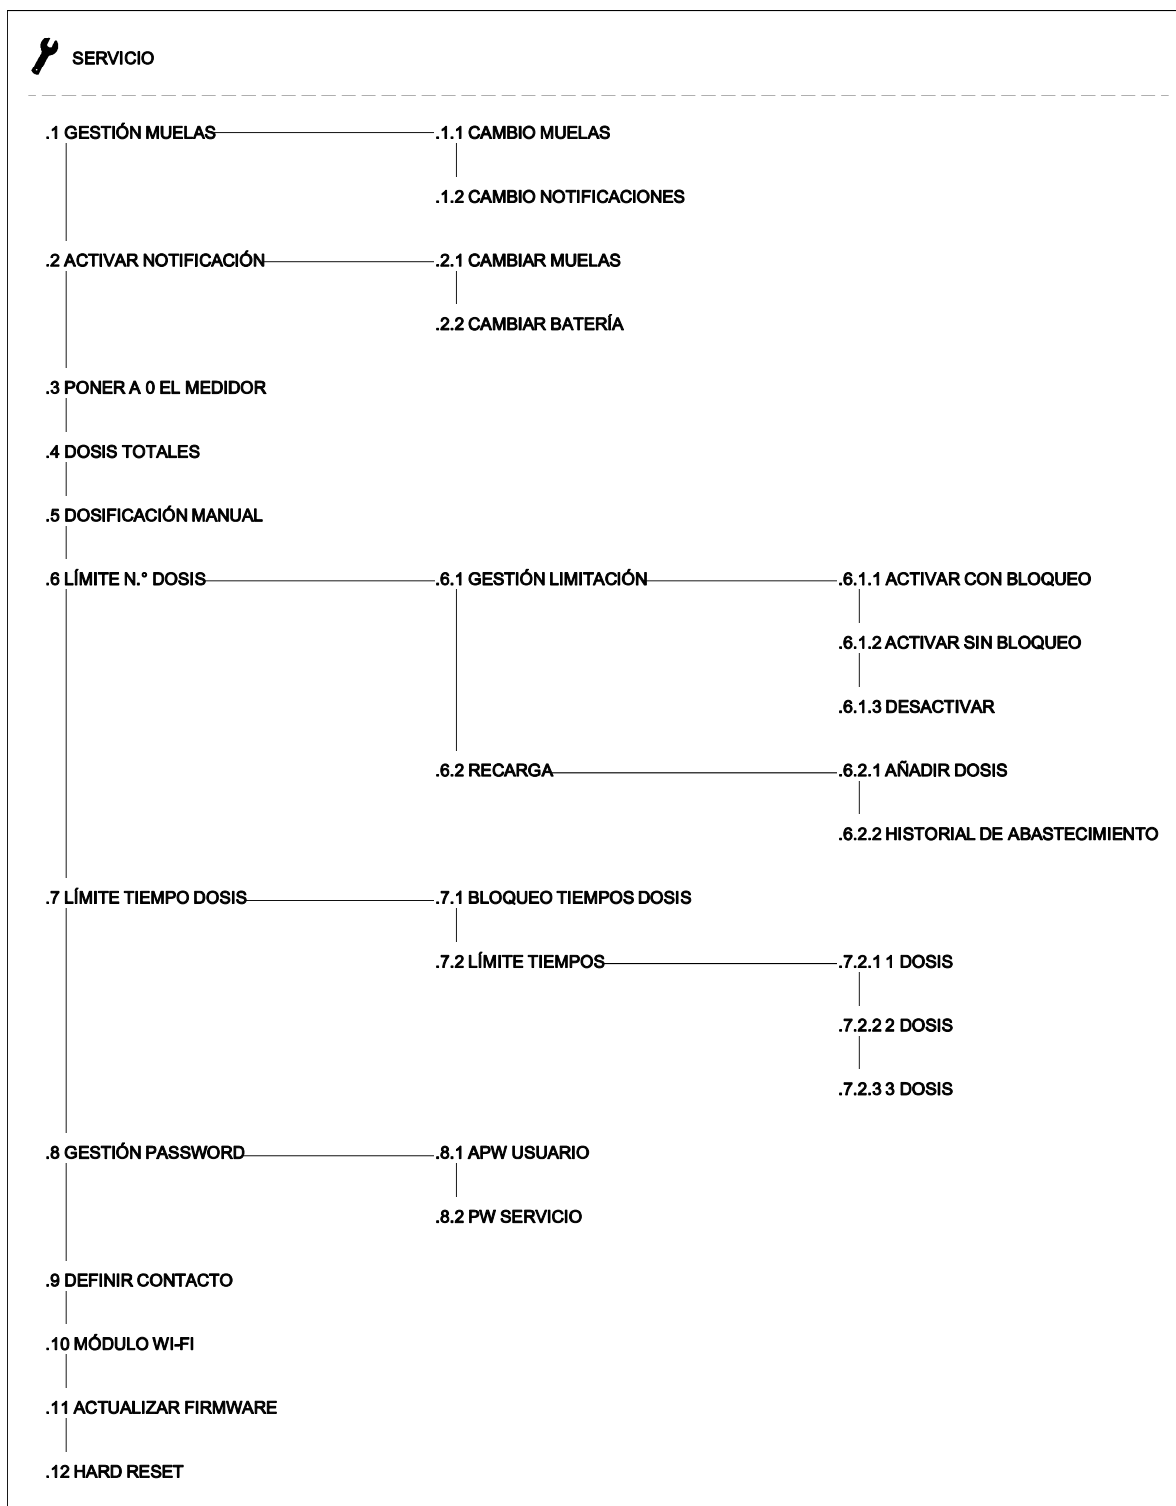 SERVICIO
.1 GESTIÓN MUELAS
.1.1 CAMBIO MUELAS
.1.2 CAMBIO NOTIFICACIONES
.2 ACTIVAR NOTIFICACIÓN
.2.1 CAMBIAR MUELAS
.2.2 CAMBIAR BATERÍA
.3 PONER A 0 EL MEDIDOR
.4 DOSIS TOTALES
.5 DOSIFICACIÓN MANUAL
.6 LÍMITE N.° DOSIS
.6.1 GESTIÓN LIMITACIÓN
.6.1.1 ACTIVAR CON BLOQUEO
.6.1.2 ACTIVAR SIN BLOQUEO
.6.1.3 DESACTIVAR
.6.2 RECARGA
.6.2.1 AÑADIR DOSIS
.6.2.2 HISTORIAL DE ABASTECIMIENTO
.7 LÍMITE TIEMPO DOSIS
.7.1 BLOQUEO TIEMPOS DOSIS
.7.2 LÍMITE TIEMPOS
.7.2.1 1 DOSIS
.7.2.2 2 DOSIS
.7.2.3 3 DOSIS
.8 GESTIÓN PASSWORD
.8.1 APW USUARIO
.8.2 PW SERVICIO
.9 DEFINIR CONTACTO
.10 MÓDULO WI-FI
.11 ACTUALIZAR FIRMWARE
.12 HARD RESET